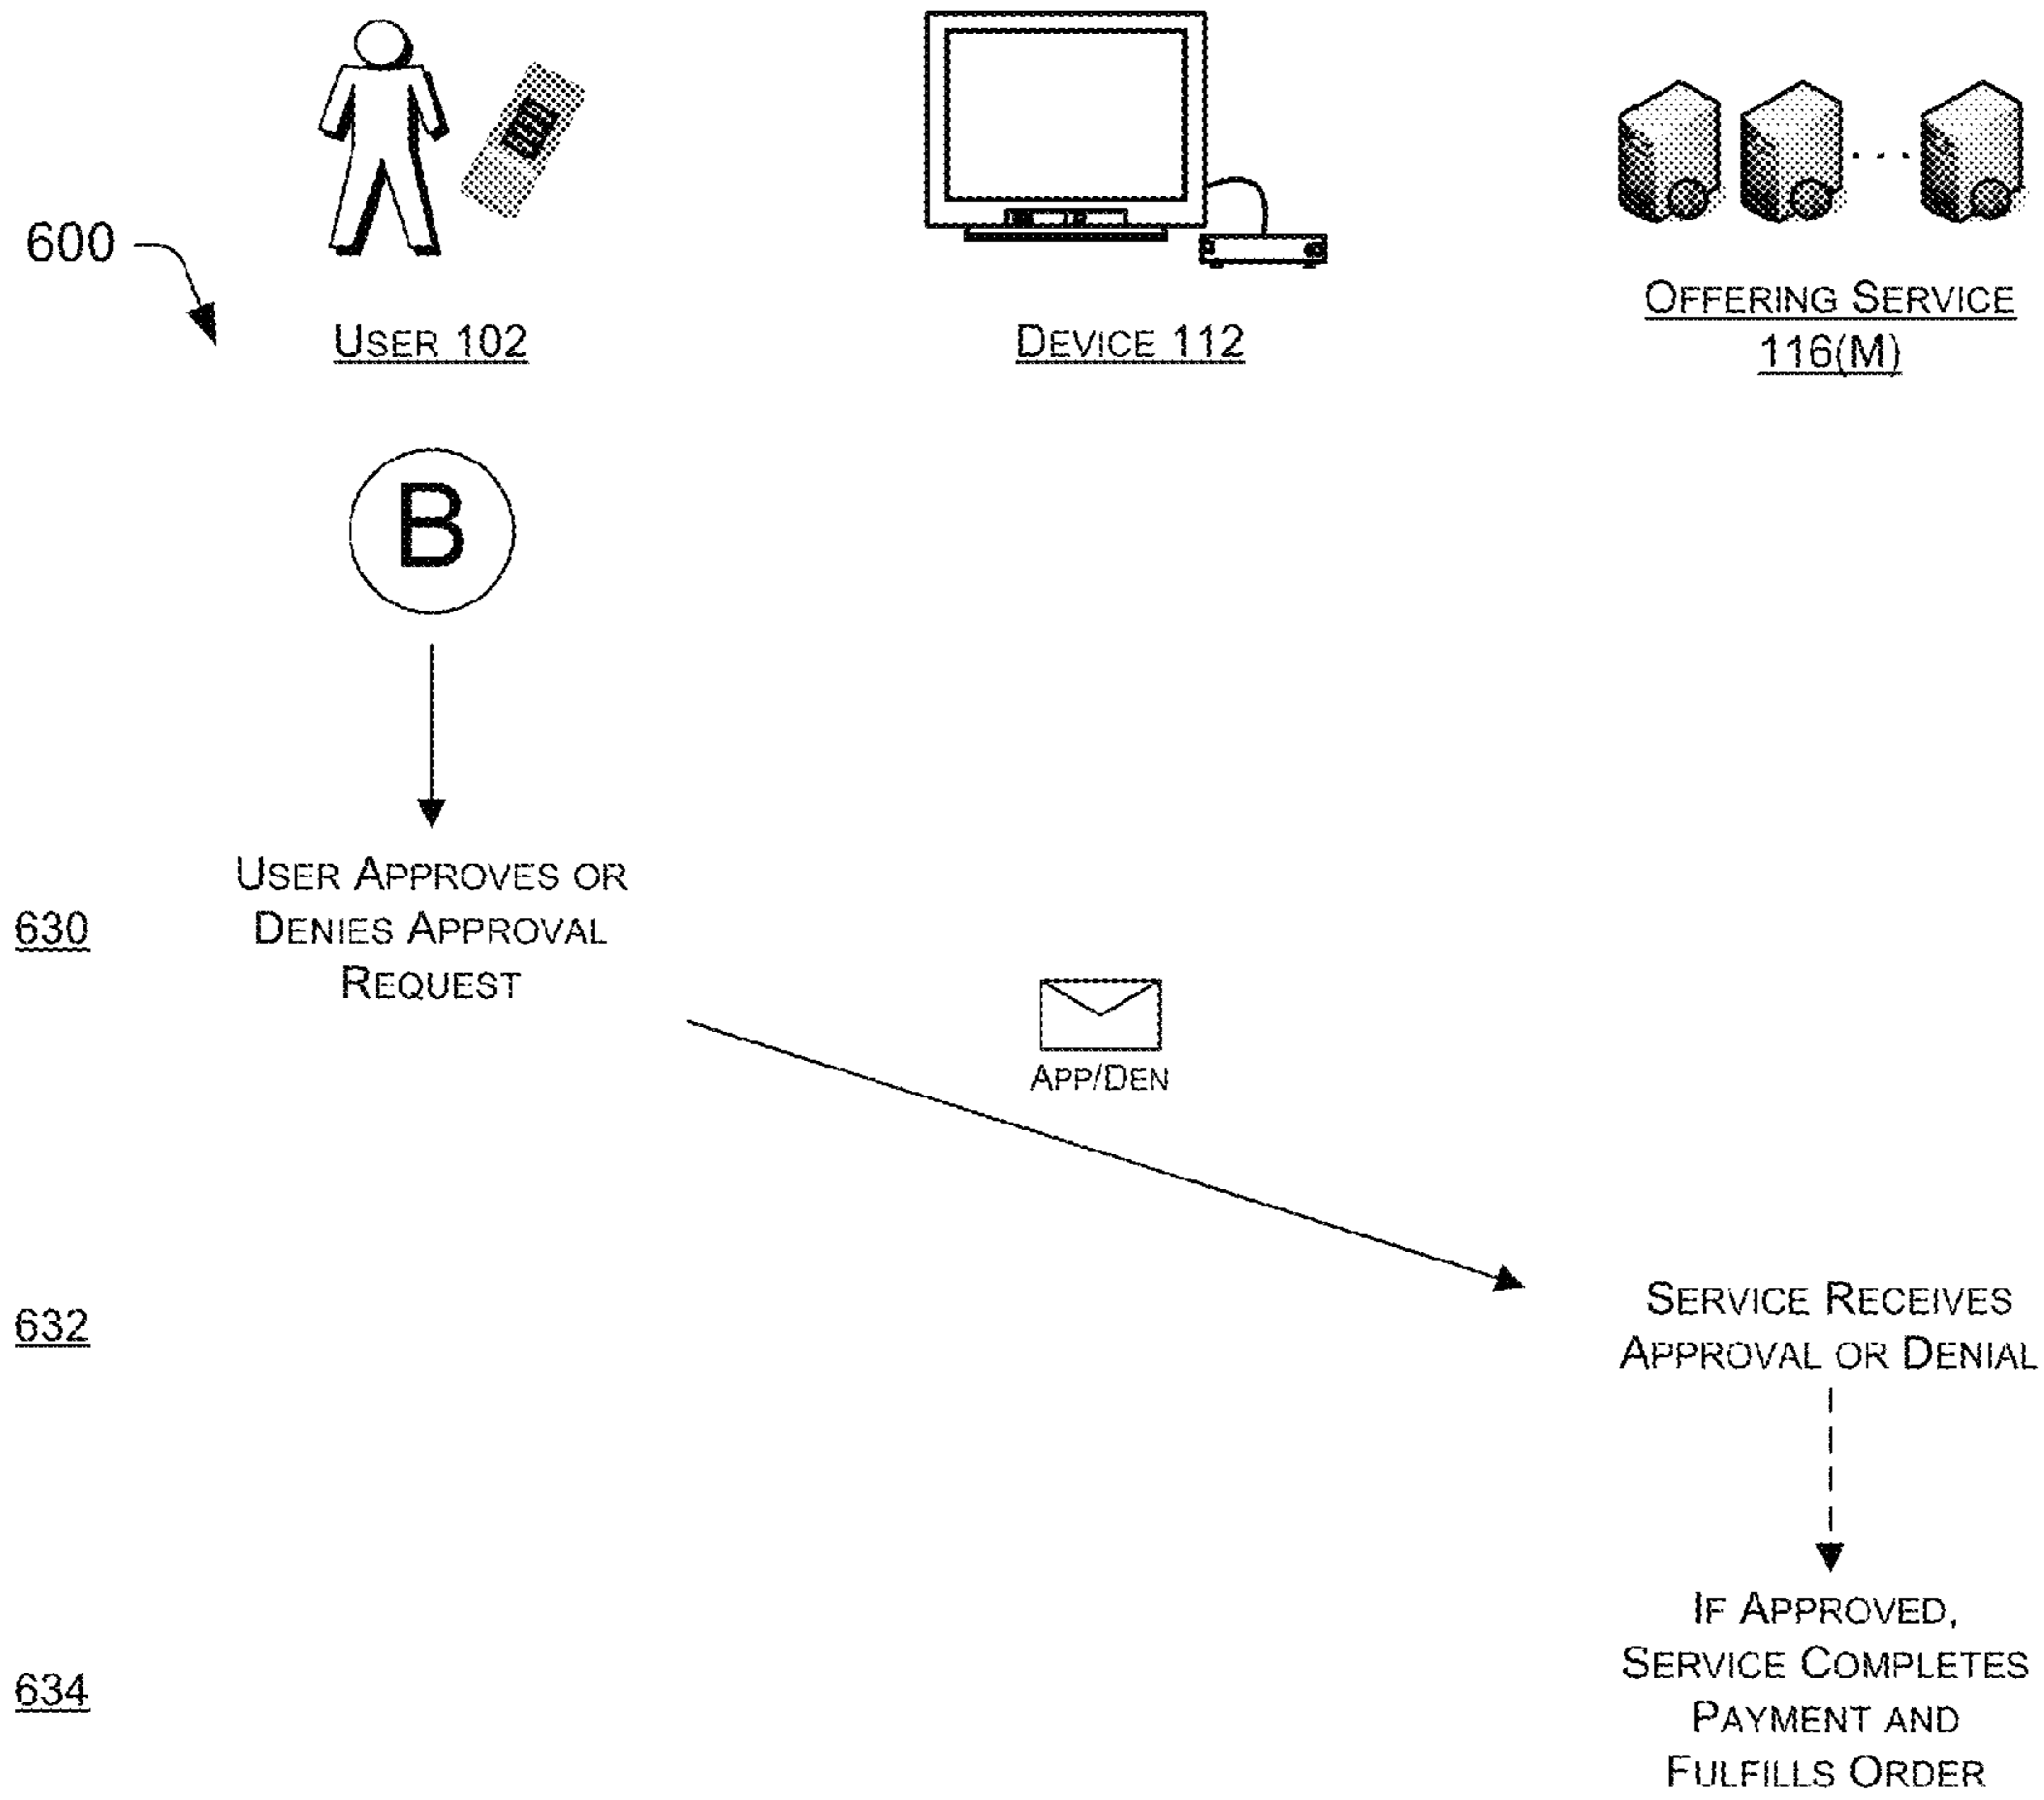 600
USER 102
DEVICE 112
OFFERING SERVICE
116(M)
B
630
USER APPROVES OR
DENIES APPROVAL
REQUEST
APP/DEN
632
SERVICE RECEIVES
APPROVAL OR DENIAL
634
IF APPROVED,
SERVICE COMPLETES
PAYMENT AND
FULFILLS ORDER